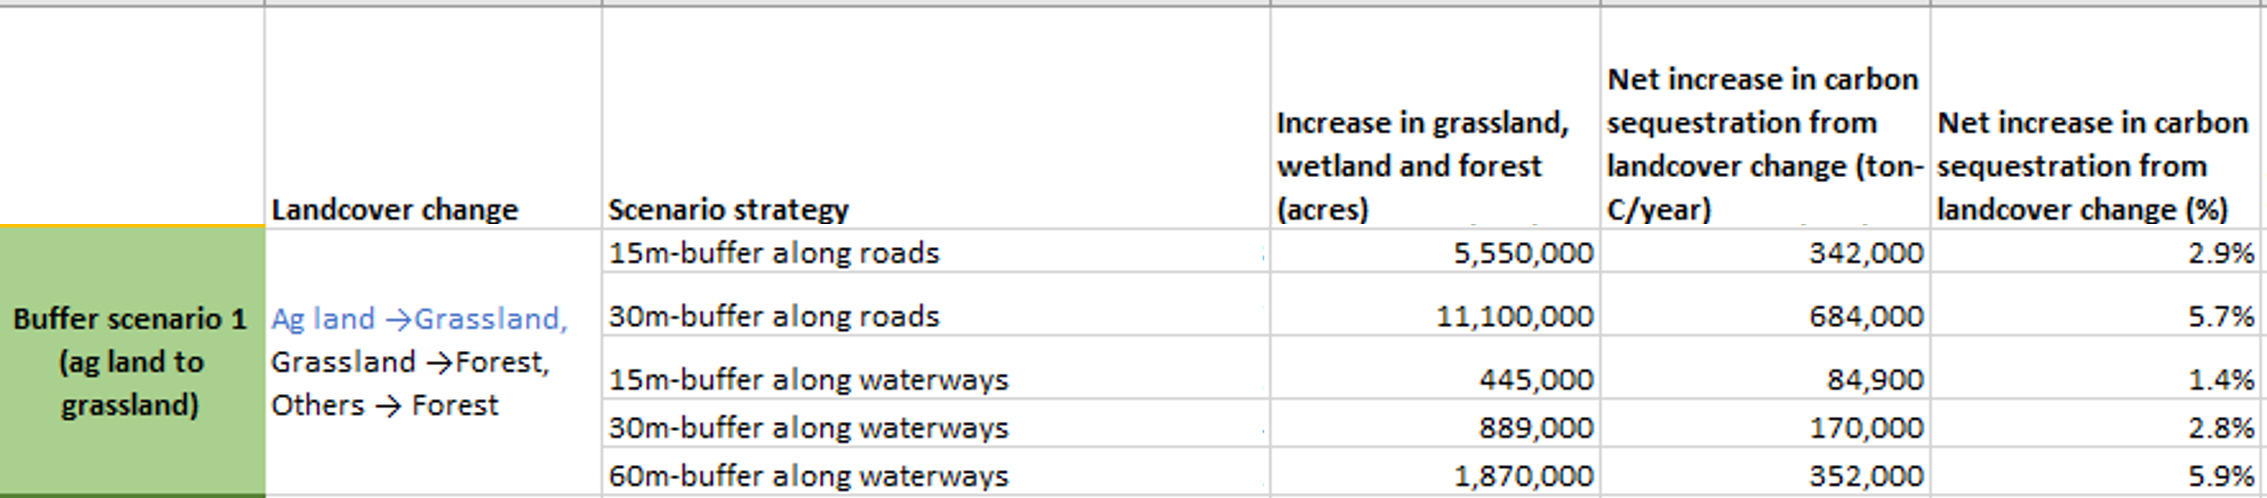 Landcover change
Scenario strategy
Increase in grassland,
wetland and forest
(acres)
Net increase in carbon
sequestration from
landcover change (ton-
C/year)
Net increase in carbon
sequestration from
landcover change (%)
Buffer scenario 1
(ag land to
grassland)
Ag land →Grassland,
Grassland →Forest,
Others → Forest
15m-buffer along roads 5,550,000 342,000 2.9%
30m-buffer along roads 11,100,000 684,000 5.7%
15m-buffer along waterways 445,000 84,900 1.4%
30m-buffer along waterways 889,000 170,000 2.8%
60m-buffer along waterways 1,870,000 352,000 5.9%